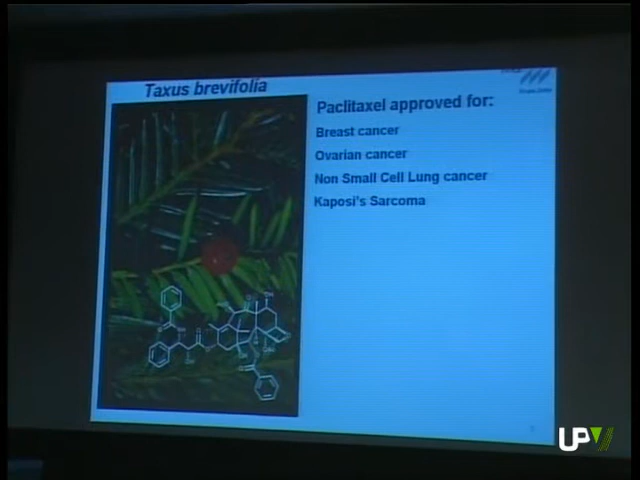 Taxus brevifolia
Paclitaxel approved for:
Breast cancer
Ovarian cancer
Non Small Cell Lung cancer
Kaposi's Sarcoma
UPV